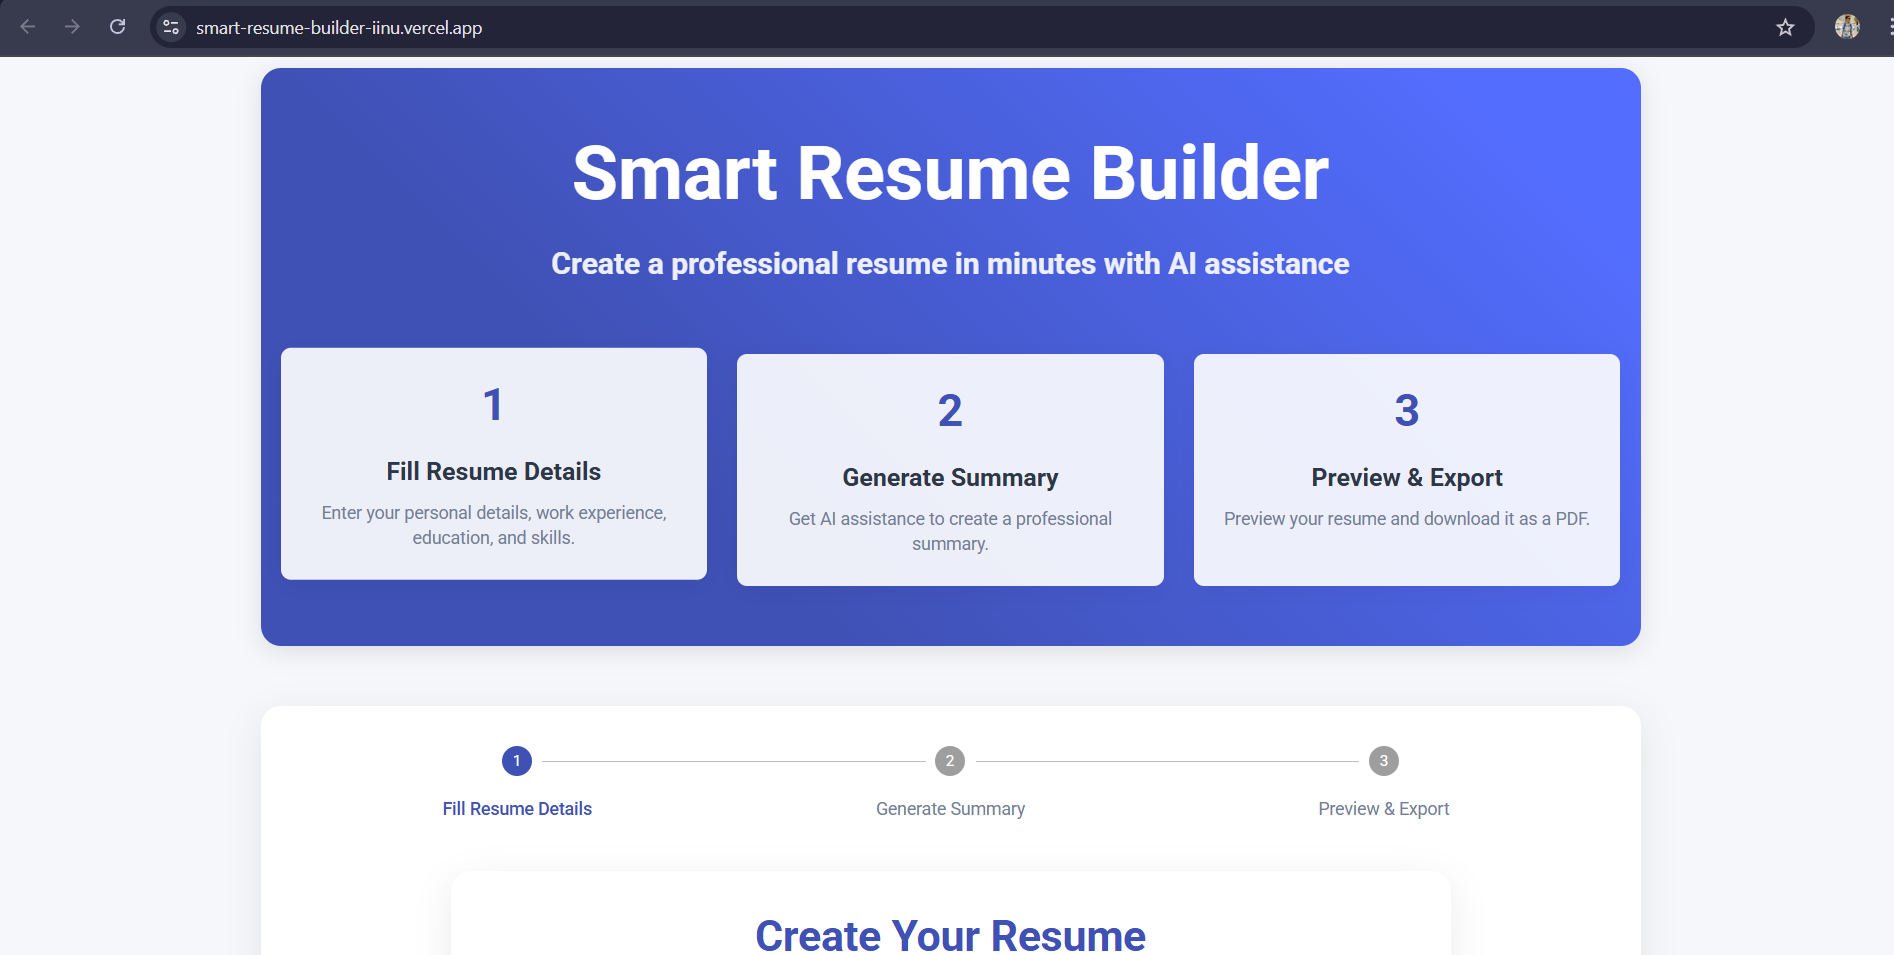 smart-resume-builder-iinu.vercel.app
Smart Resume Builder
Create a professional resume in minutes with AI assistance
1
Fill Resume Details
Enter your personal details, work experience,
education, and skills.
2
Generate Summary
Get AI assistance to create a professional
summary.
3
Preview & Export
Preview your resume and download it as a PDF.
1
Fill Resume Details
2
Generate Summary
3
Preview & Export
Create Your Resume